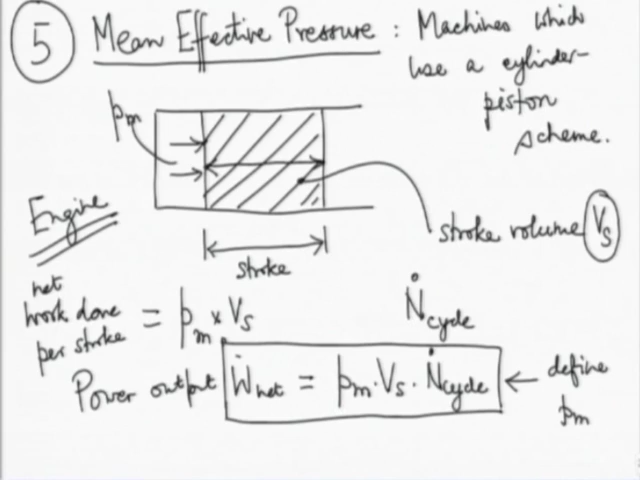 5 Mean Effective Pressure : Machines which
use a cylinder-
piston
scheme.
pm
Engine
stroke volume Vs
stroke
net
work done
per stroke = pm × Vs
Ṅcycle
Power output Ẇnet = pm · Vs · Ṅcycle ← define
pm